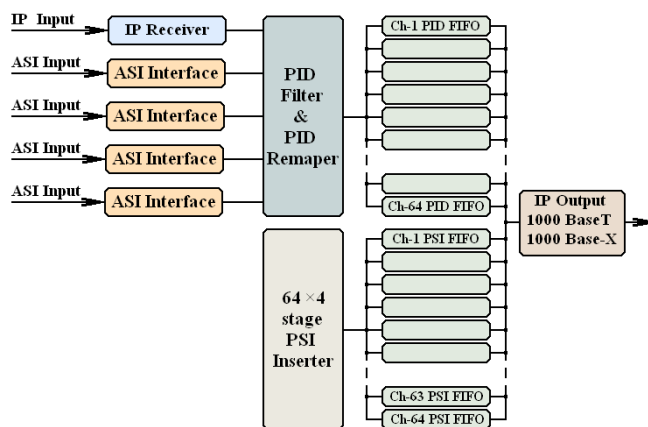 IP Input
IP Receiver
ASI Input
ASI Interface
ASI Input
ASI Interface
ASI Input
ASI Interface
ASI Input
ASI Interface
PID
Filter
&
PID
Remaper
Ch-1 PID FIFO
Ch-64 PID FIFO
64 ×4
stage
PSI
Inserter
Ch-1 PSI FIFO
Ch-63 PSI FIFO
Ch-64 PSI FIFO
IP Output
1000 BaseT
1000 Base-X